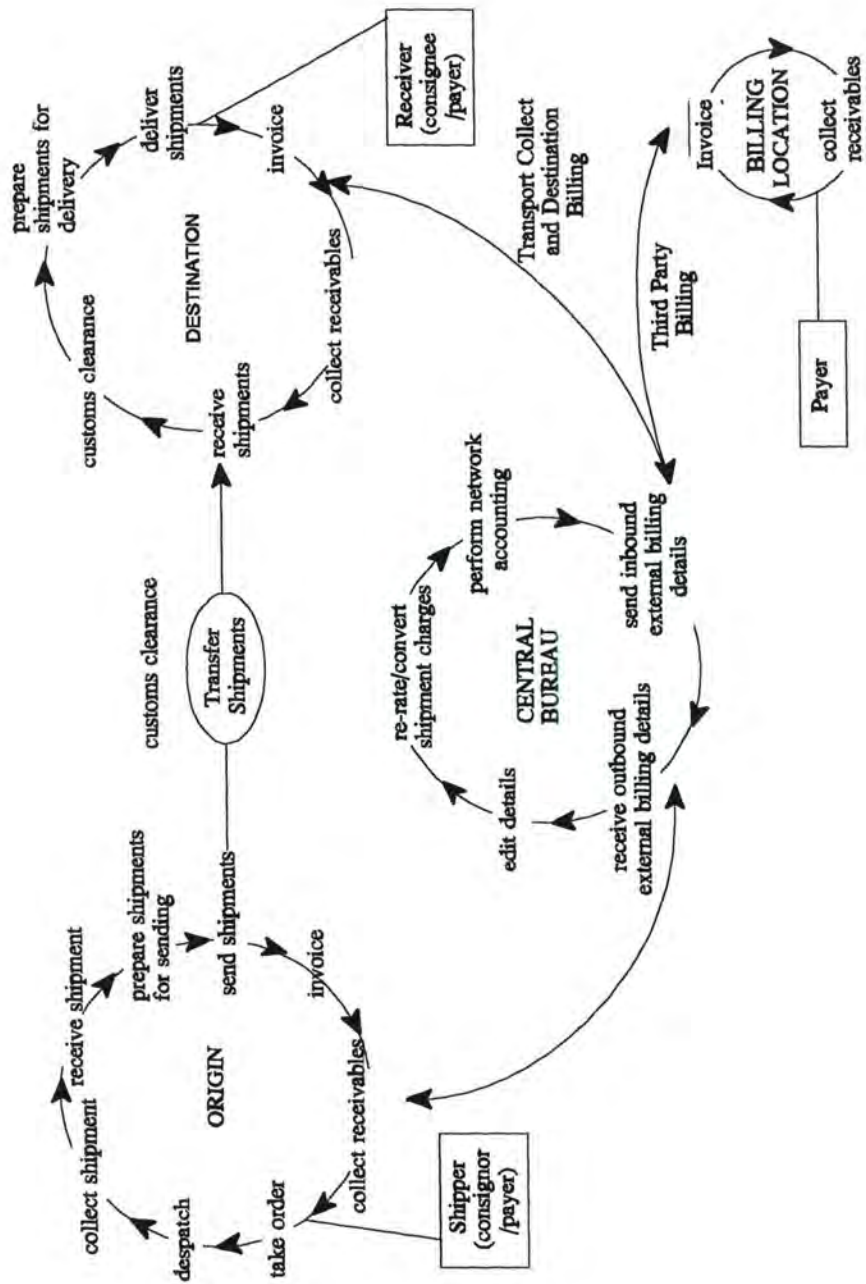 collect shipment
receive shipment
prepare shipments
for sending
send shipments
invoice
collect receivables
take order
despatch
ORIGIN
Shipper
(consignor
/payer)
customs clearance
Transfer
Shipments
receive
shipments
customs clearance
prepare
shipments for
delivery
deliver
shipments
invoice
collect receivables
DESTINATION
Receiver
(consignee
/payer)
re-rate/convert
shipment charges
perform network
accounting
send inbound
external billing
details
receive outbound
external billing details
edit details
CENTRAL
BUREAU
Transport Collect
and Destination
Billing
Third Party
Billing
Invoice
BILLING
LOCATION
collect
receivables
Payer